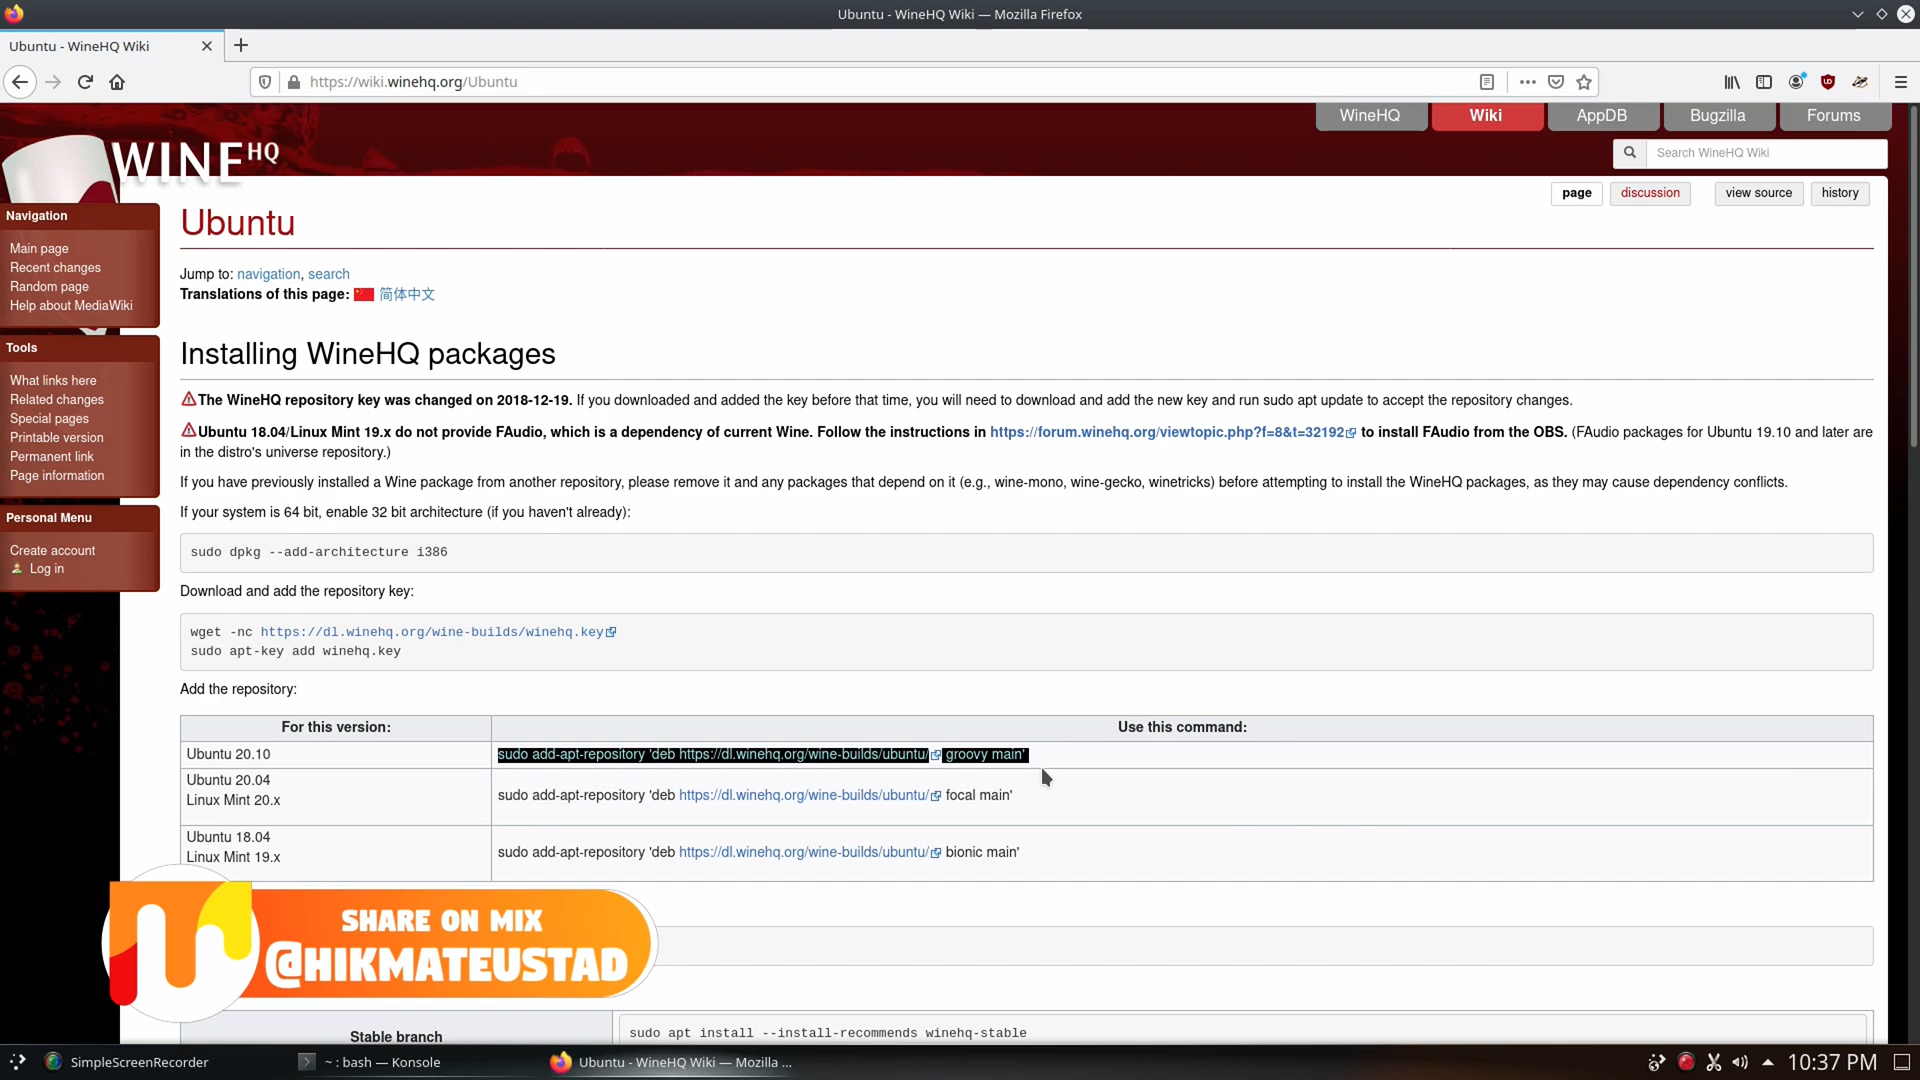 Ubuntu - WineHQ Wiki — Mozilla Firefox
Ubuntu - WineHQ Wiki
https://wiki.winehq.org/Ubuntu
WineHQ
Wiki
AppDB
Bugzilla
Forums
WINE HQ
Search WineHQ Wiki
page
discussion
view source
history
Navigation
Main page
Recent changes
Random page
Help about MediaWiki
Tools
What links here
Related changes
Special pages
Printable version
Permanent link
Page information
Personal Menu
Create account
Log in
Ubuntu
Jump to: navigation, search
Translations of this page: 简体中文
Installing WineHQ packages
The WineHQ repository key was changed on 2018-12-19. If you downloaded and added the key before that time, you will need to download and add the new key and run sudo apt update to accept the repository changes.
Ubuntu 18.04/Linux Mint 19.x do not provide FAudio, which is a dependency of current Wine. Follow the instructions in https://forum.winehq.org/viewtopic.php?f=8&t=32192 to install FAudio from the OBS. (FAudio packages for Ubuntu 19.10 and later are
in the distro's universe repository.)
If you have previously installed a Wine package from another repository, please remove it and any packages that depend on it (e.g., wine-mono, wine-gecko, winetricks) before attempting to install the WineHQ packages, as they may cause dependency conflicts.
If your system is 64 bit, enable 32 bit architecture (if you haven't already):
sudo dpkg --add-architecture i386
Download and add the repository key:
wget -nc https://dl.winehq.org/wine-builds/winehq.key
sudo apt-key add winehq.key
Add the repository:
For this version:
Use this command:
Ubuntu 20.10
sudo add-apt-repository 'deb https://dl.winehq.org/wine-builds/ubuntu/ groovy main'
Ubuntu 20.04
Linux Mint 20.x
sudo add-apt-repository 'deb https://dl.winehq.org/wine-builds/ubuntu/ focal main'
Ubuntu 18.04
Linux Mint 19.x
sudo add-apt-repository 'deb https://dl.winehq.org/wine-builds/ubuntu/ bionic main'
SHARE ON MIX
@HIKMATEUSTAD
Stable branch
sudo apt install --install-recommends winehq-stable
SimpleScreenRecorder
~ : bash — Konsole
Ubuntu - WineHQ Wiki — Mozilla ...
10:37 PM